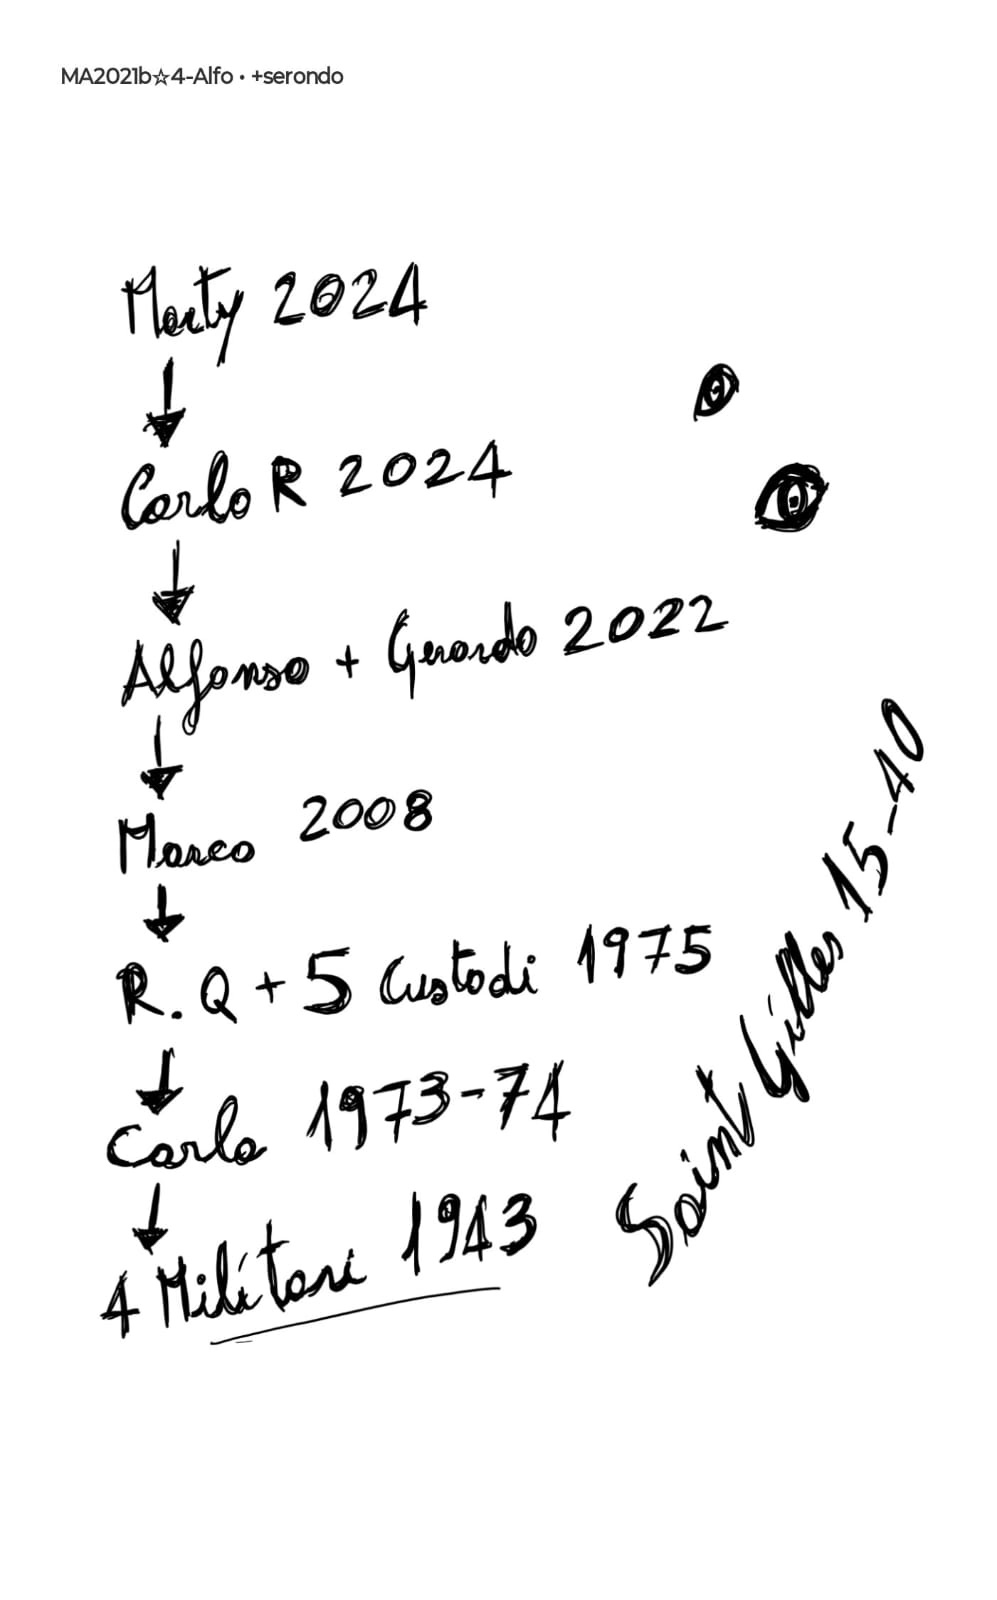 MA2021b☆4-Alfo • +serondo
Marty 2024
Carlo R 2024
Alfonso + Gerardo 2022
Marco 2008
R. Q + 5 Custodi 1975
Carlo 1973-74
4 Militari 1943
Saint Gilles 15-40